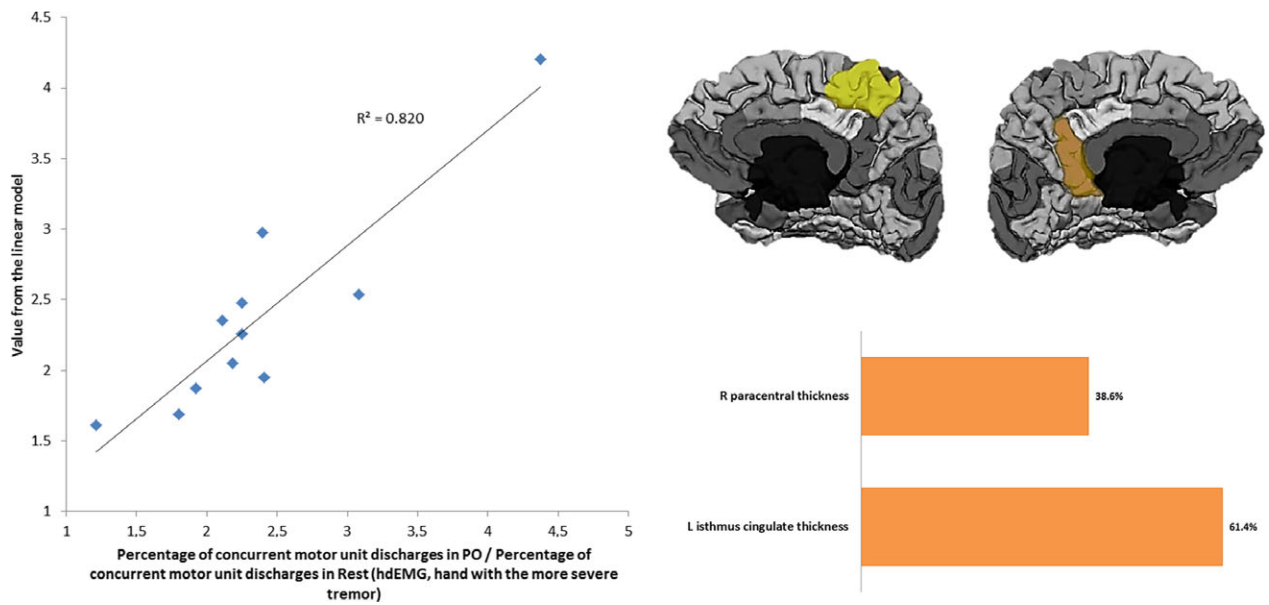 4.5
4
3.5
3
2.5
2
1.5
1
Value from the linear model
R² = 0.820
1 1.5 2 2.5 3 3.5 4 4.5 5
Percentage of concurrent motor unit discharges in PO / Percentage of
concurrent motor unit discharges in Rest (hdEMG, hand with the more severe
tremor)
R paracentral thickness 38.6%
L isthmus cingulate thickness 61.4%